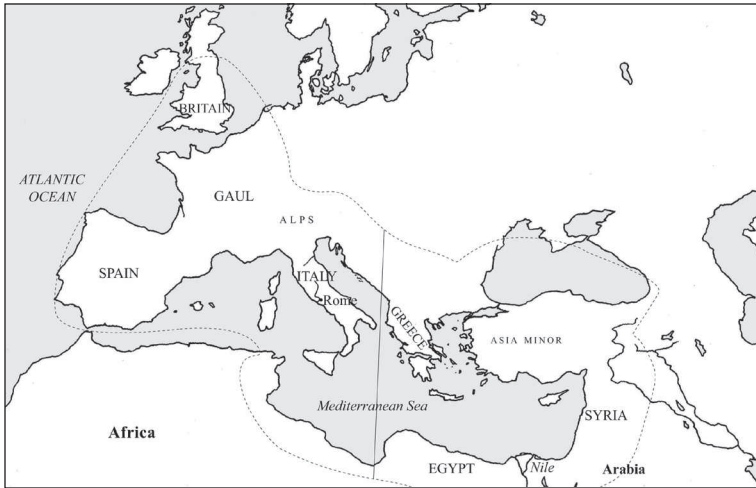 BRITAIN
ATLANTIC
OCEAN
GAUL
ALPS
SPAIN
ITALY
Rome
GREECE
ASIA MINOR
Mediterranean Sea
SYRIA
Africa
EGYPT
Nile
Arabia